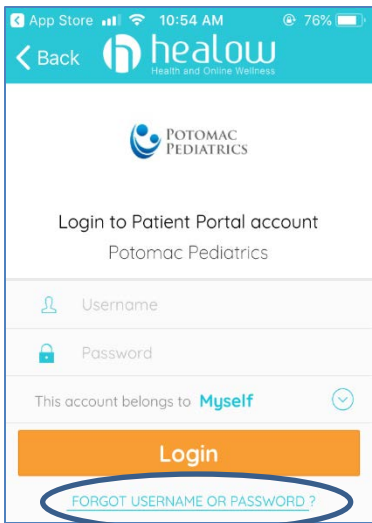 App Store 10:54 AM 76%
Back healow
Health and Online Wellness
POTOMAC
PEDIATRICS
Login to Patient Portal account
Potomac Pediatrics
Username
Password
This account belongs to Myself
Login
FORGOT USERNAME OR PASSWORD ?